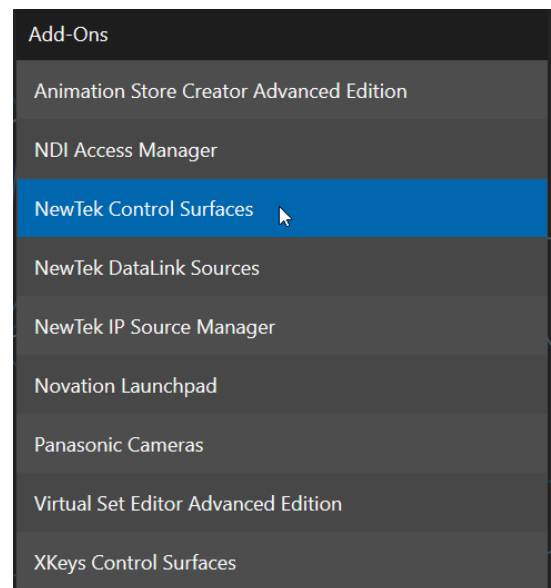 Add-Ons
Animation Store Creator Advanced Edition
NDI Access Manager
NewTek Control Surfaces
NewTek DataLink Sources
NewTek IP Source Manager
Novation Launchpad
Panasonic Cameras
Virtual Set Editor Advanced Edition
XKeys Control Surfaces